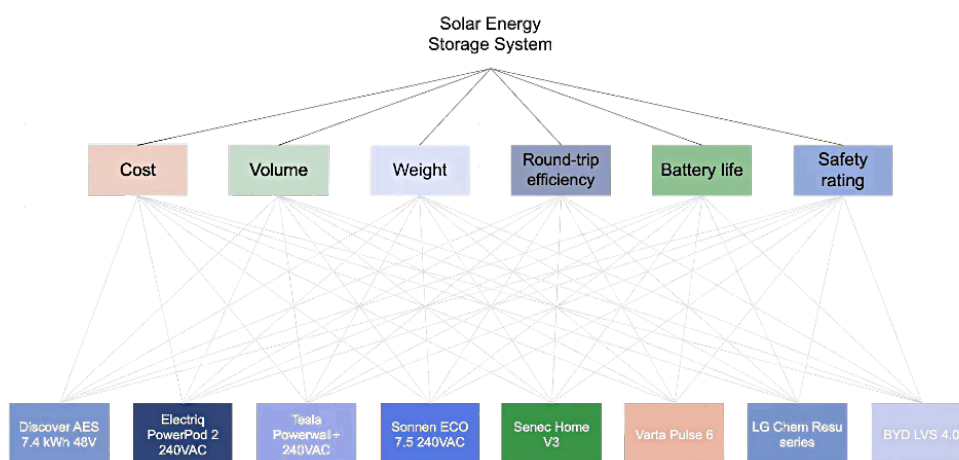 Solar Energy
Storage System
Cost
Volume
Weight
Round-trip
efficiency
Battery life
Safety
rating
Discover AES
7.4 kWh 48V
Electriq
PowerPod 2
240VAC
Tesla
Powerwall+
240VAC
Sonnen ECO
7.5 240VAC
Senec Home
V3
Varta Pulse 6
LG Chem Resu
series
BYD LVS 4.0